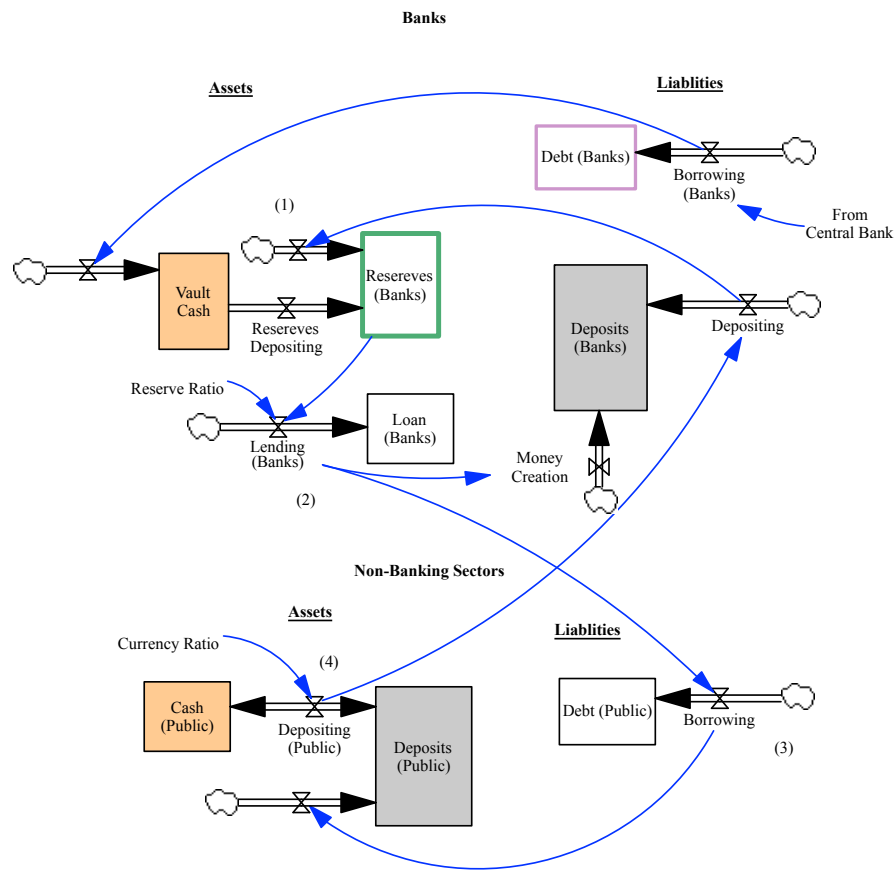 Banks
Assets
Liablities
Debt (Banks)
Borrowing
(Banks)
From
Central Bank
(1)
Vault
Cash
Resereves
(Banks)
Resereves
Depositing
Deposits
(Banks)
Depositing
Reserve Ratio
Loan
(Banks)
Lending
(Banks)
Money
Creation
(2)
Non-Banking Sectors
Assets
Liablities
Currency Ratio
(4)
Cash
(Public)
Depositing
(Public)
Deposits
(Public)
Debt (Public)
Borrowing
(3)